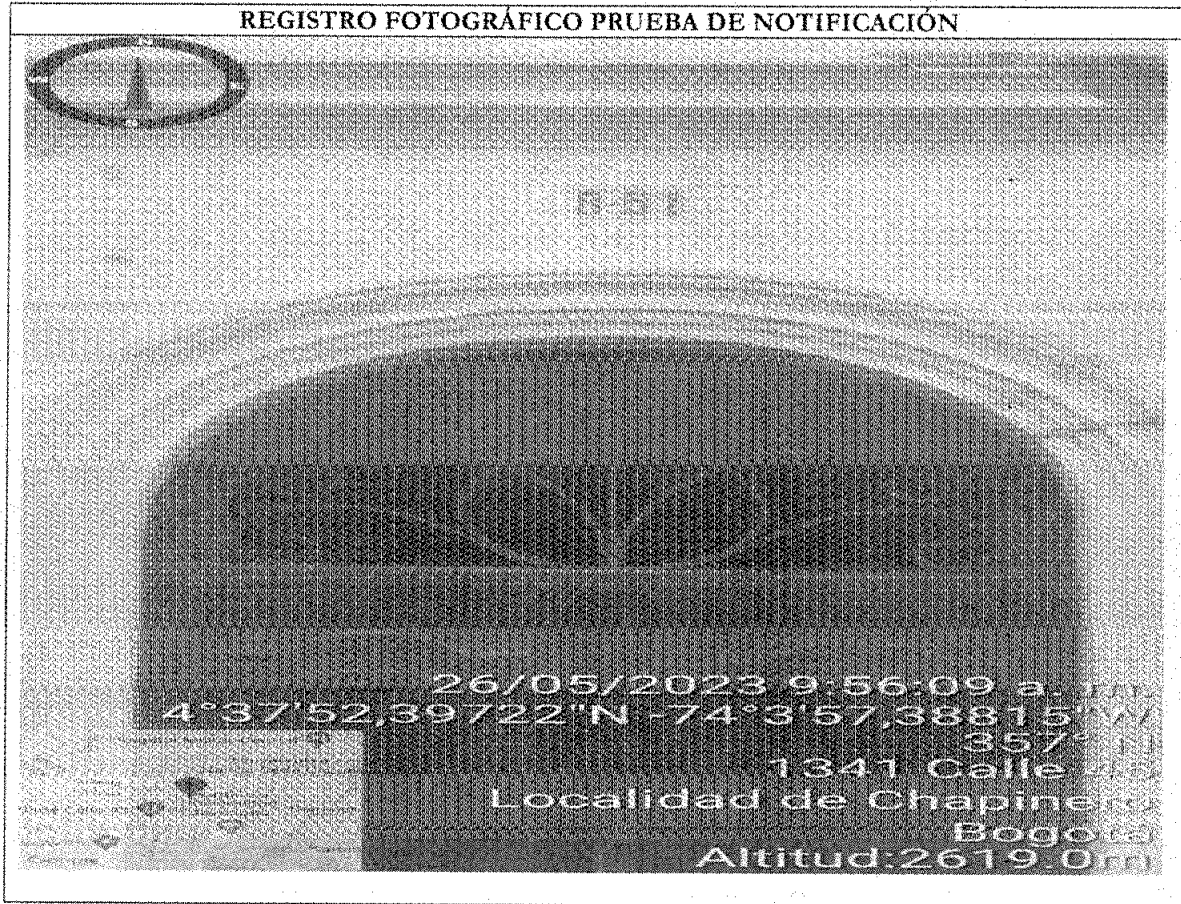 REGISTRO FOTOGRÁFICO PRUEBA DE NOTIFICACIÓN
26/05/2023 9:56:09 a. m.
4°37'52,39722"N -74°3'57,38815"W
357° N
1341 Calle
Localidad de Chapinero
Bogotá
Altitud:2619.0m